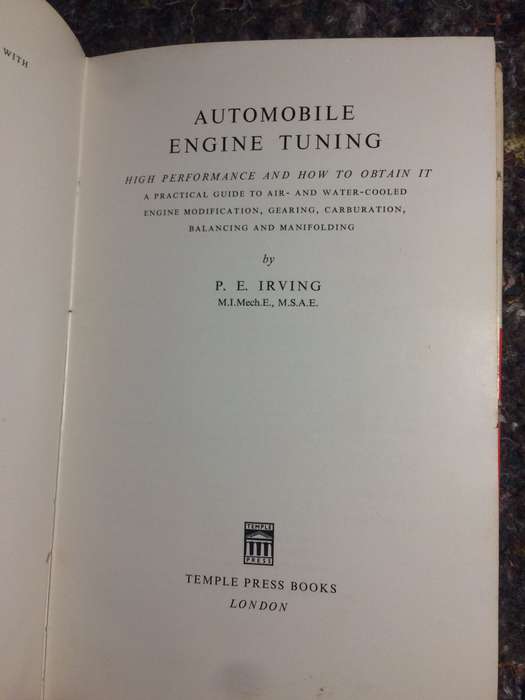 WITH
AUTOMOBILE
ENGINE TUNING
HIGH PERFORMANCE AND HOW TO OBTAIN IT
A PRACTICAL GUIDE TO AIR- AND WATER-COOLED
ENGINE MODIFICATION, GEARING, CARBURATION,
BALANCING AND MANIFOLDING
by
P. E. IRVING
M.I.Mech.E., M.S.A.E.
TEMPLE
PRESS
TEMPLE PRESS BOOKS
LONDON